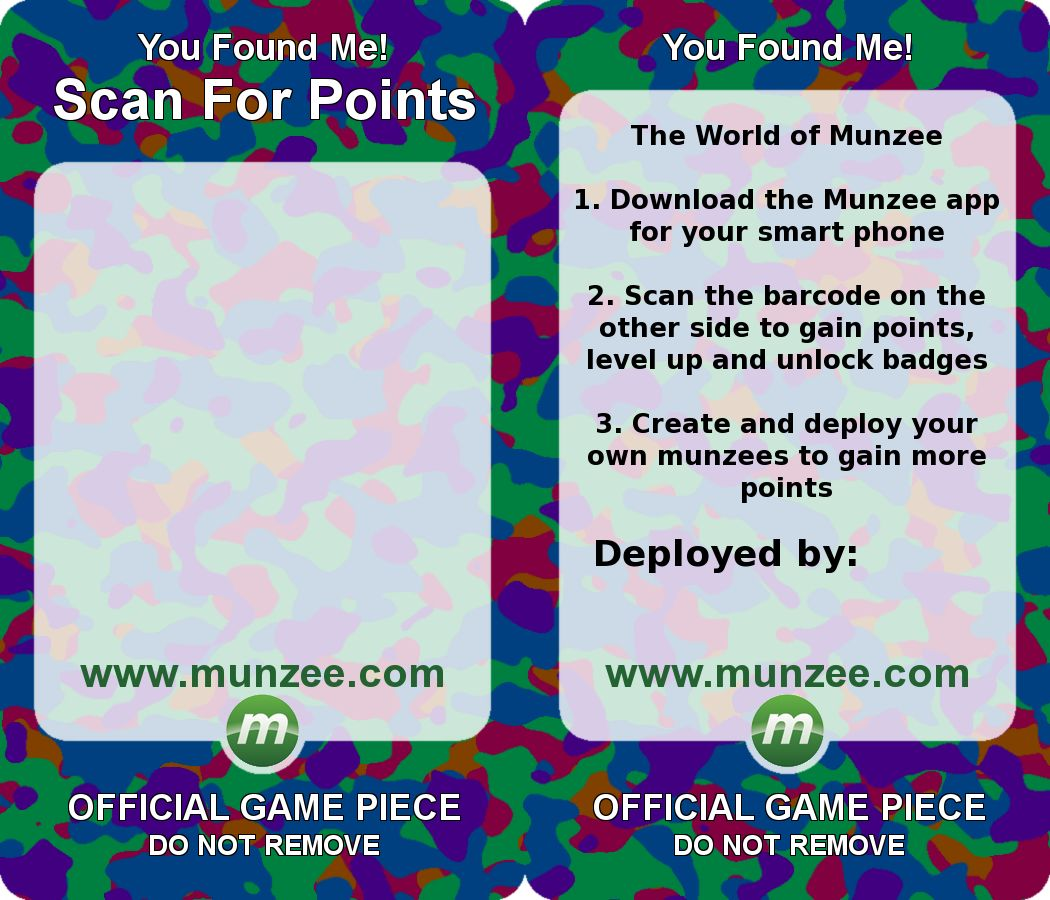 You Found Me!
Scan For Points
www.munzee.com
m
OFFICIAL GAME PIECE
DO NOT REMOVE
You Found Me!
The World of Munzee
1. Download the Munzee app
for your smart phone
2. Scan the barcode on the
other side to gain points,
level up and unlock badges
3. Create and deploy your
own munzees to gain more
points
Deployed by:
www.munzee.com
m
OFFICIAL GAME PIECE
DO NOT REMOVE